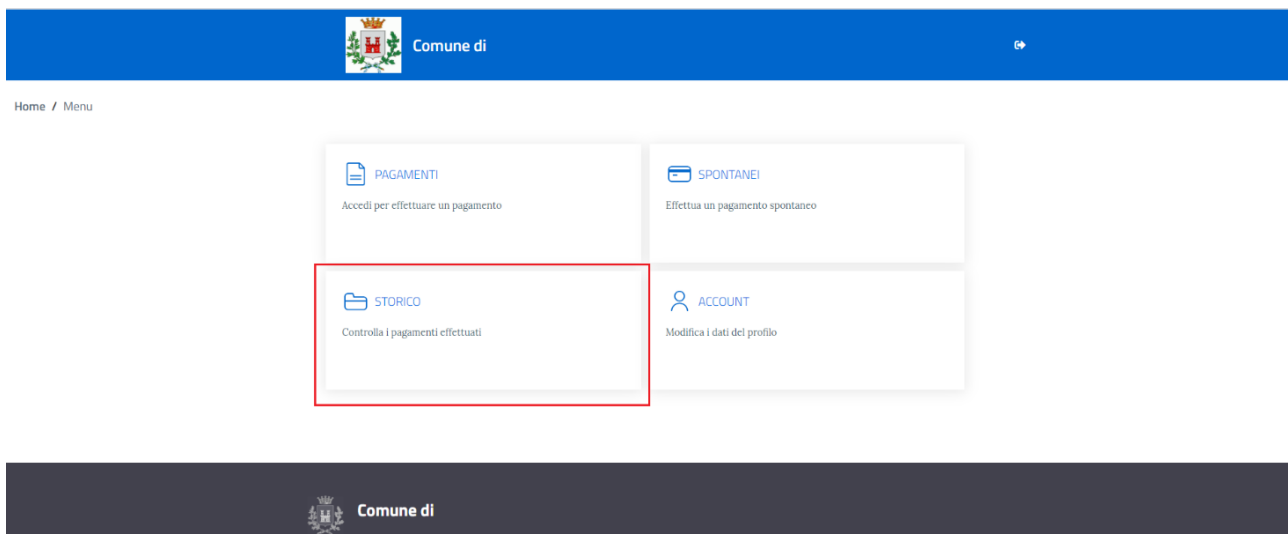 Comune di
Home / Menu
PAGAMENTI
Accedi per effettuare un pagamento
SPONTANEI
Effettua un pagamento spontaneo
STORICO
Controlla i pagamenti effettuati
ACCOUNT
Modifica i dati del profilo
Comune di